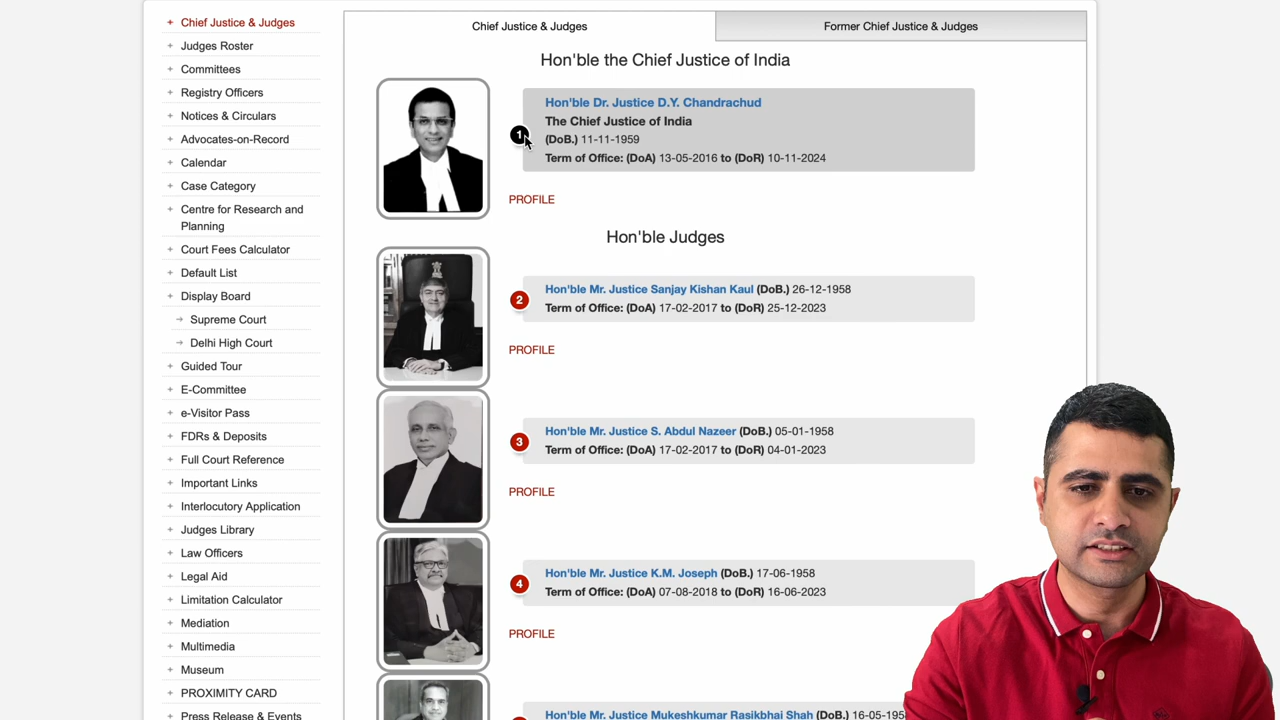 Chief Justice & Judges
Judges Roster
Committees
Registry Officers
Notices & Circulars
Advocates-on-Record
Calendar
Case Category
Centre for Research and
Planning
Court Fees Calculator
Default List
Display Board
Supreme Court
Delhi High Court
Guided Tour
E-Committee
e-Visitor Pass
FDRs & Deposits
Full Court Reference
Important Links
Interlocutory Application
Judges Library
Law Officers
Legal Aid
Limitation Calculator
Mediation
Multimedia
Museum
PROXIMITY CARD
Press Release & Events
Chief Justice & Judges
Former Chief Justice & Judges
Hon'ble the Chief Justice of India
1
Hon'ble Dr. Justice D.Y. Chandrachud
The Chief Justice of India
(DoB.) 11-11-1959
Term of Office: (DoA) 13-05-2016 to (DoR) 10-11-2024
PROFILE
Hon'ble Judges
2
Hon'ble Mr. Justice Sanjay Kishan Kaul (DoB.) 26-12-1958
Term of Office: (DoA) 17-02-2017 to (DoR) 25-12-2023
PROFILE
3
Hon'ble Mr. Justice S. Abdul Nazeer (DoB.) 05-01-1958
Term of Office: (DoA) 17-02-2017 to (DoR) 04-01-2023
PROFILE
4
Hon'ble Mr. Justice K.M. Joseph (DoB.) 17-06-1958
Term of Office: (DoA) 07-08-2018 to (DoR) 16-06-2023
PROFILE
Hon'ble Mr. Justice Mukeshkumar Rasikbhai Shah (DoB.) 16-05-195